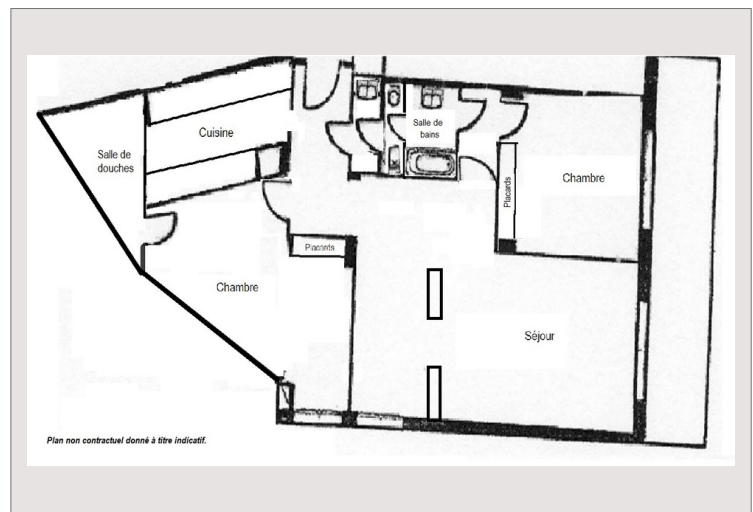 Cuisine
Salle de
douches
Salle de
bains
Chambre
Placards
Placards
Chambre
Séjour
Plan non contractuel donné à titre indicatif.